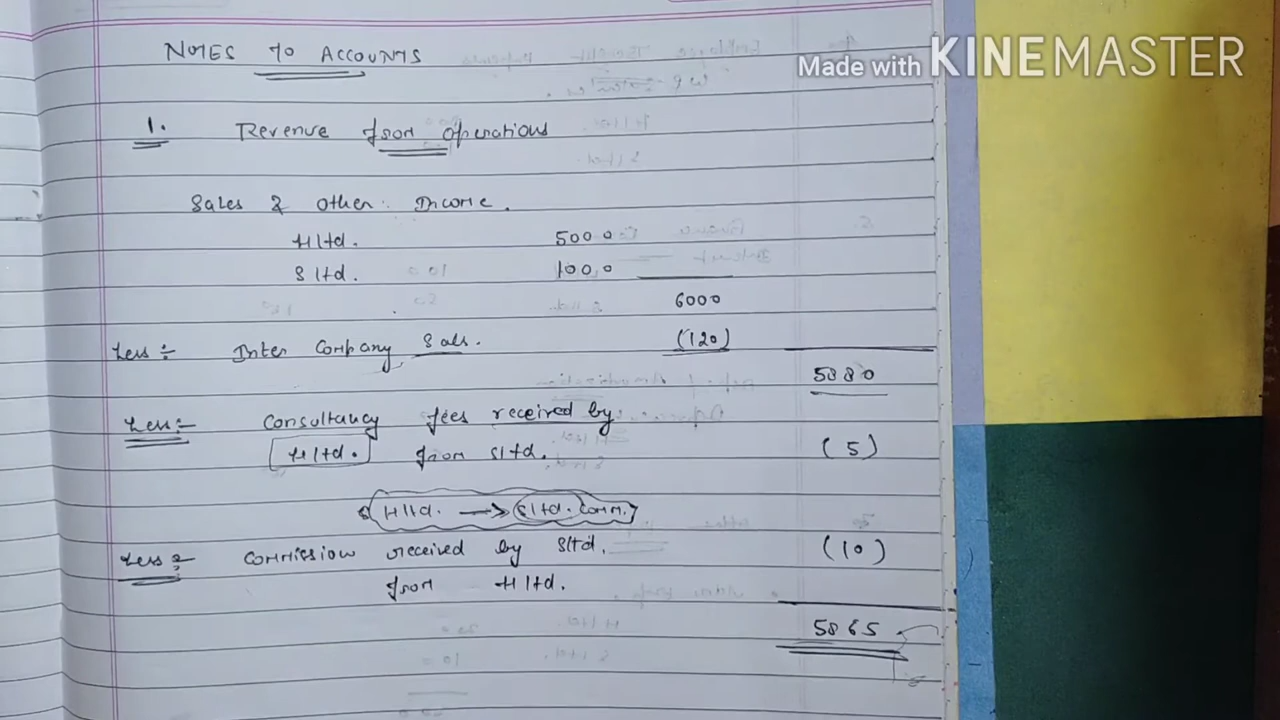 Made with KINEMASTER
NOTES TO ACCOUNTS
1. Revenue from Operations
Sales & Other Income.
H ltd. 5000
S ltd. 1000
6000
Less :- Inter Company Sales. (120)
5880
Less :- Consultancy fees received by
H ltd. from S ltd. (5)
H ltd. → S ltd. Comm.
Less : Commission received by S ltd. (10)
from H ltd.
5865